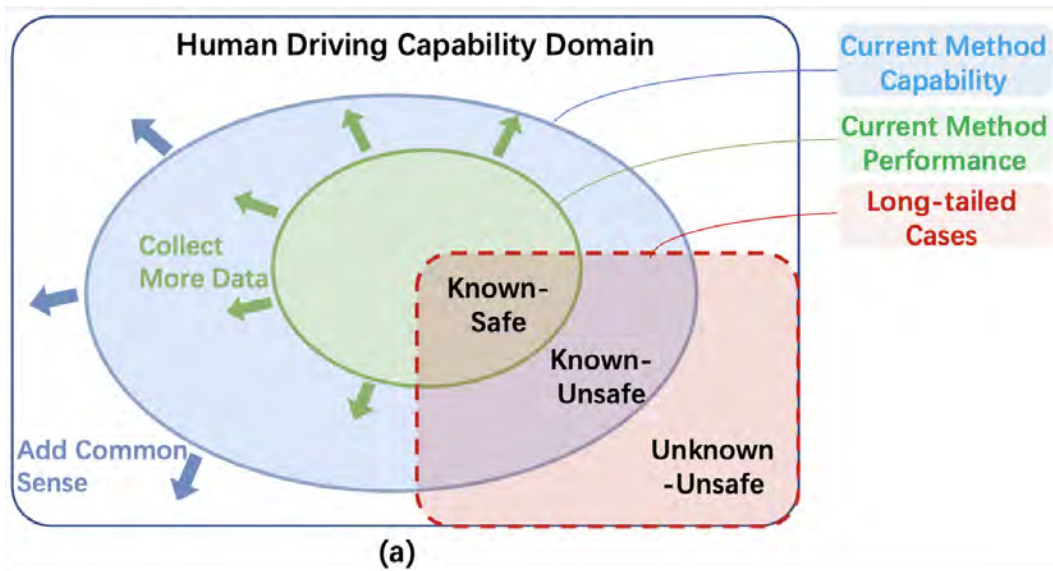 Human Driving Capability Domain
Current Method
Capability
Current Method
Performance
Long-tailed
Cases
Collect
More Data
Known-
Safe
Known-
Unsafe
Add Common
Sense
Unknown
-Unsafe
(a)